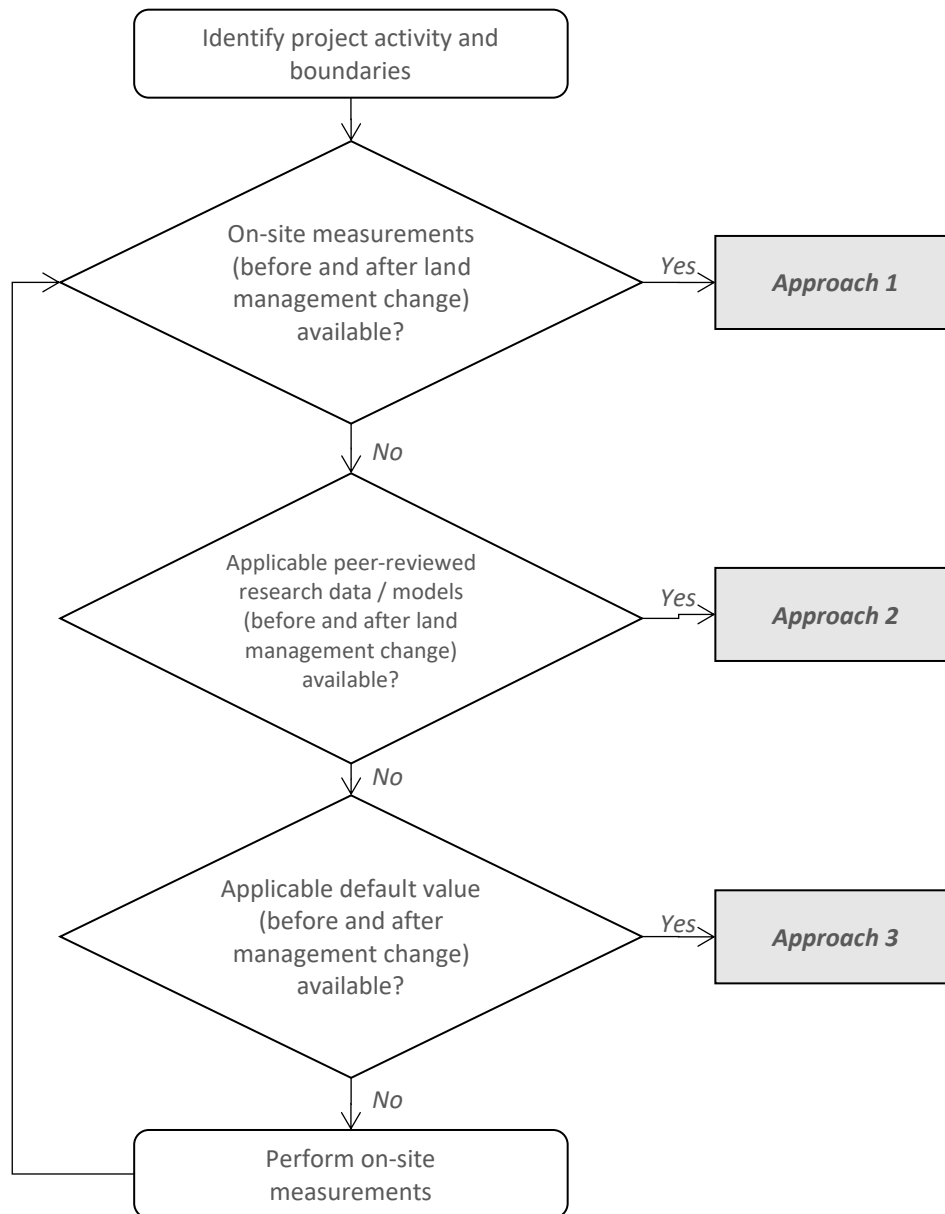 Identify project activity and
boundaries
On-site measurements
(before and after land
management change)
available?
Yes
Approach 1
No
Applicable peer-reviewed
research data / models
(before and after land
management change)
available?
Yes
Approach 2
No
Applicable default value
(before and after
management change)
available?
Yes
Approach 3
No
Perform on-site
measurements